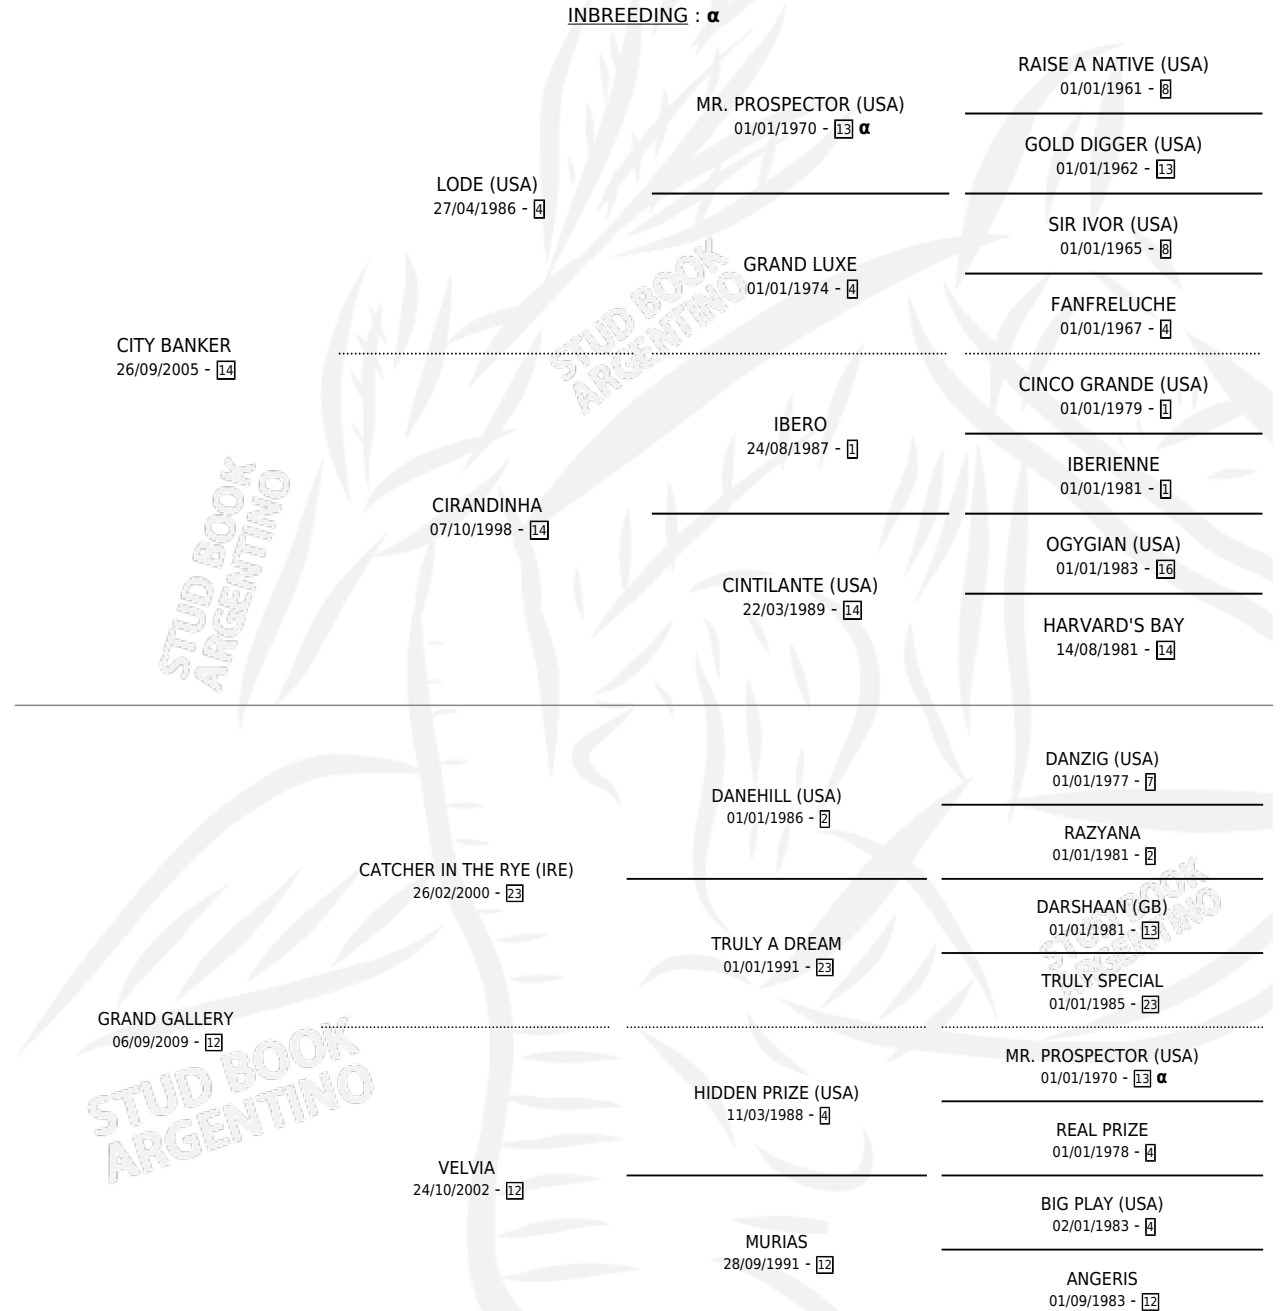 INBREEDING : α
RAISE A NATIVE (USA)
01/01/1961 - 8
MR. PROSPECTOR (USA)
01/01/1970 - 13 α
GOLD DIGGER (USA)
01/01/1962 - 13
LODE (USA)
27/04/1986 - 4
SIR IVOR (USA)
01/01/1965 - 8
GRAND LUXE
01/01/1974 - 4
FANFRELUCHE
01/01/1967 - 4
CITY BANKER
26/09/2005 - 14
CINCO GRANDE (USA)
01/01/1979 - 1
IBERO
24/08/1987 - 1
IBERIENNE
01/01/1981 - 1
CIRANDINHA
07/10/1998 - 14
OGYGIAN (USA)
01/01/1983 - 16
CINTILANTE (USA)
22/03/1989 - 14
HARVARD'S BAY
14/08/1981 - 14
DANZIG (USA)
01/01/1977 - 7
DANEHILL (USA)
01/01/1986 - 2
RAZYANA
01/01/1981 - 2
CATCHER IN THE RYE (IRE)
26/02/2000 - 23
DARSHAAN (GB)
01/01/1981 - 13
TRULY A DREAM
01/01/1991 - 23
TRULY SPECIAL
01/01/1985 - 23
GRAND GALLERY
06/09/2009 - 12
MR. PROSPECTOR (USA)
01/01/1970 - 13 α
HIDDEN PRIZE (USA)
11/03/1988 - 4
REAL PRIZE
01/01/1978 - 4
VELVIA
24/10/2002 - 12
BIG PLAY (USA)
02/01/1983 - 4
MURIAS
28/09/1991 - 12
ANGERIS
01/09/1983 - 12
STUD BOOK
ARGENTINO
STUD BOOK
ARGENTINO
STUD BOOK
ARGENTINO
STUD BOOK
ARGENTINO